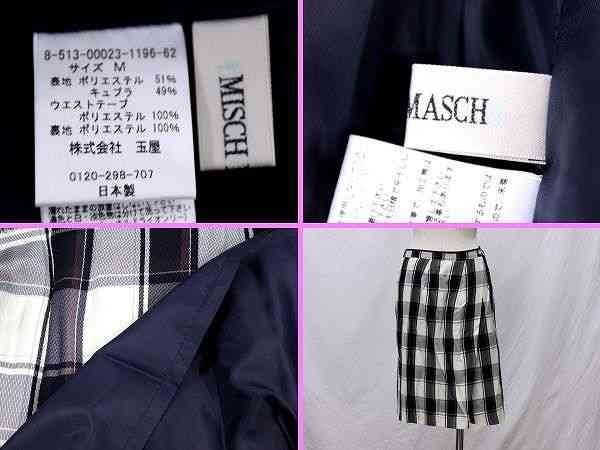 8-513-00023-1196-62
サイズ M
表地 ポリエステル 51%
キュプラ 49%
ウエストテープ
ポリエステル 100%
裏地 ポリエステル 100%
株式会社 玉屋
0120-298-707
日本製
MISCH
MASCH